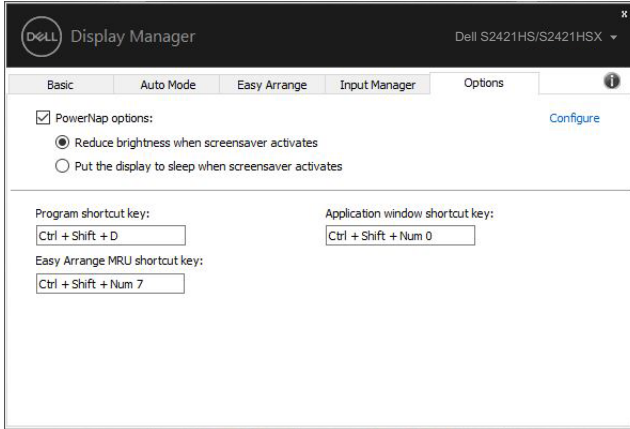 x
DELL Display Manager
Dell S2421HS/S2421HSX
Basic Auto Mode Easy Arrange Input Manager Options i
PowerNap options: Configure
Reduce brightness when screensaver activates
Put the display to sleep when screensaver activates
Program shortcut key: Application window shortcut key:
Ctrl + Shift + D Ctrl + Shift + Num 0
Easy Arrange MRU shortcut key:
Ctrl + Shift + Num 7